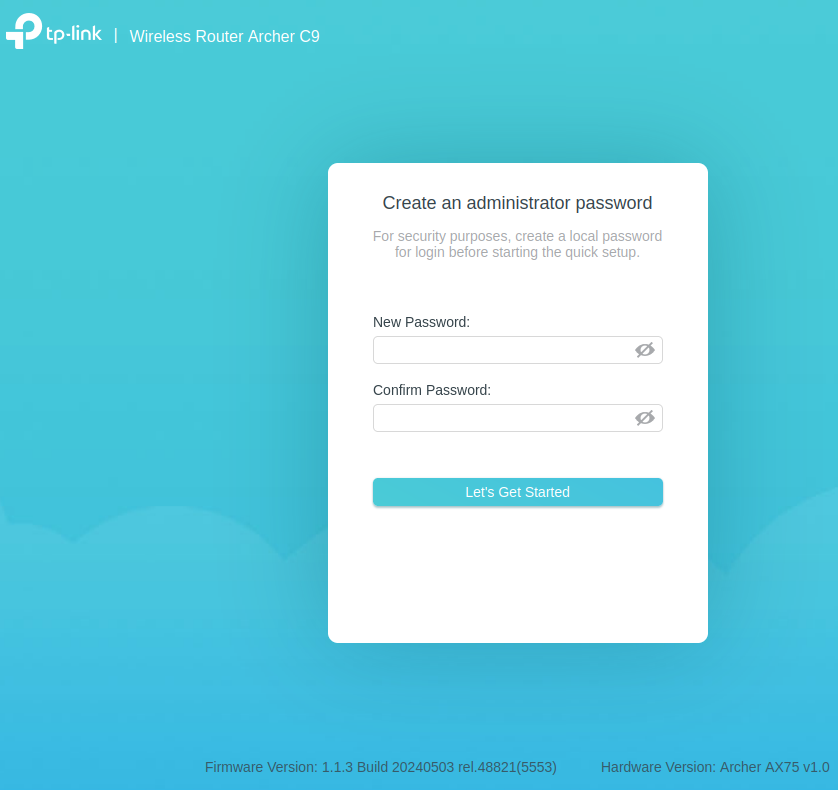 tp-link | Wireless Router Archer C9
Create an administrator password
For security purposes, create a local password
for login before starting the quick setup.
New Password:
Confirm Password:
Let's Get Started
Firmware Version: 1.1.3 Build 20240503 rel.48821(5553) Hardware Version: Archer AX75 v1.0